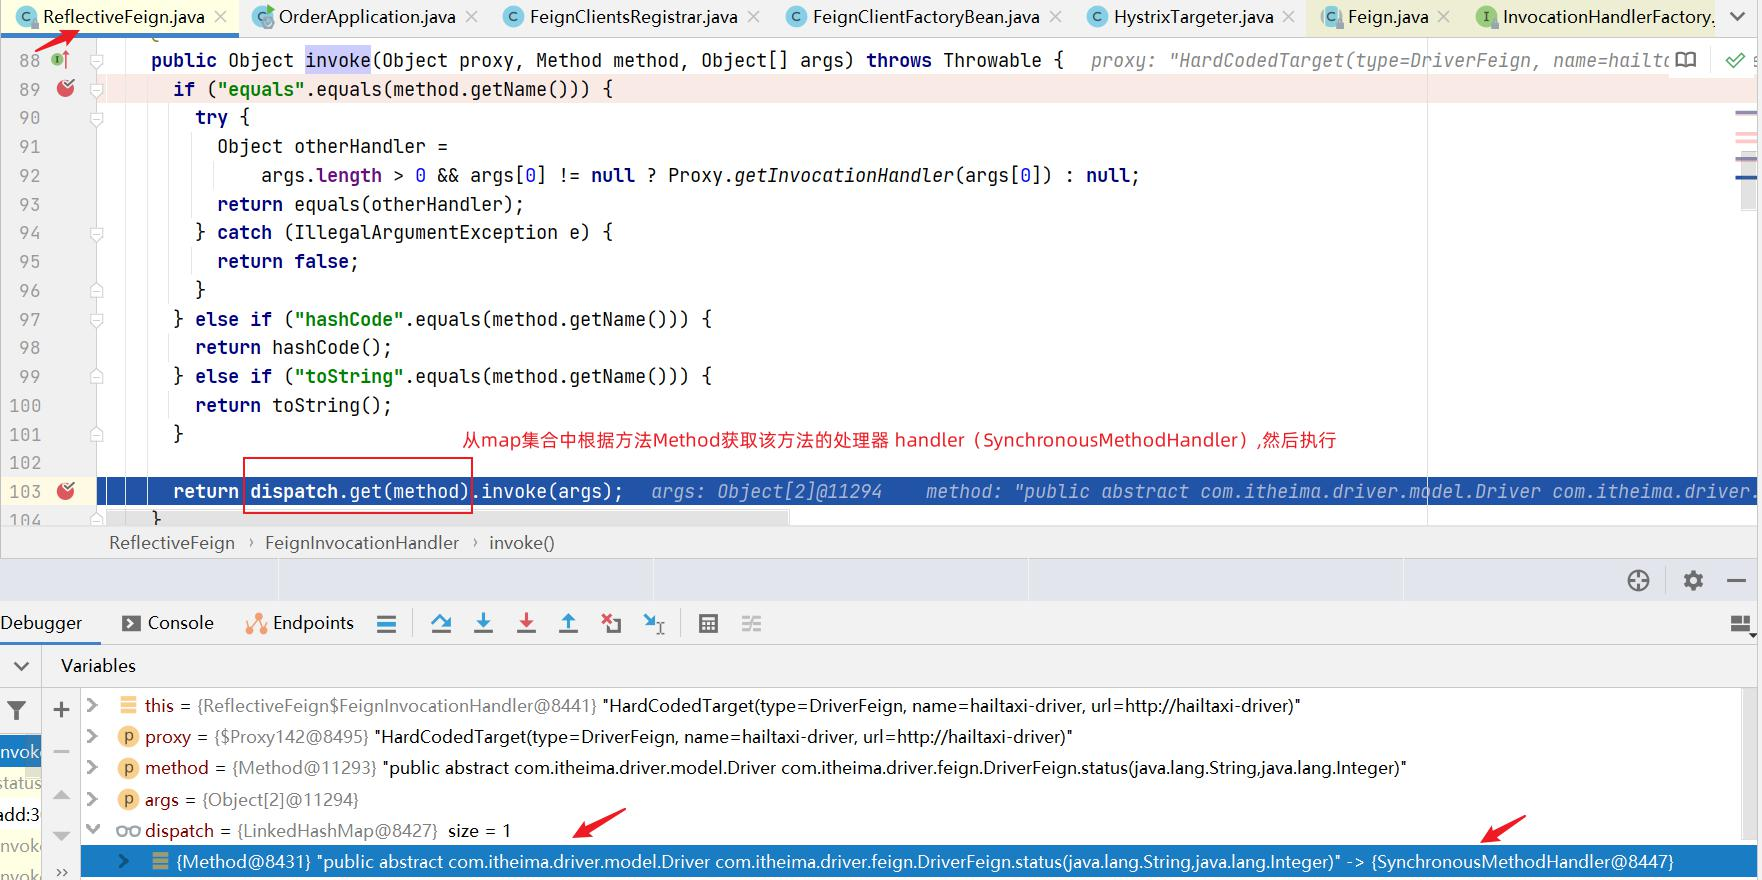 ReflectiveFeign.java
OrderApplication.java
FeignClientsRegistrar.java
FeignClientFactoryBean.java
HystrixTargeter.java
Feign.java
InvocationHandlerFactory.
88 public Object invoke(Object proxy, Method method, Object[] args) throws Throwable { proxy: "HardCodedTarget(type=DriverFeign, name=hailta
89 if ("equals".equals(method.getName())) {
90 try {
91 Object otherHandler =
92 args.length > 0 && args[0] != null ? Proxy.getInvocationHandler(args[0]) : null;
93 return equals(otherHandler);
94 } catch (IllegalArgumentException e) {
95 return false;
96 }
97 } else if ("hashCode".equals(method.getName())) {
98 return hashCode();
99 } else if ("toString".equals(method.getName())) {
100 return toString();
101 }
从map集合中根据方法Method获取该方法的处理器 handler（SynchronousMethodHandler）,然后执行
102
103 return dispatch.get(method).invoke(args); args: Object[2]@11294 method: "public abstract com.itheima.driver.model.Driver com.itheima.driver.
104 }
ReflectiveFeign › FeignInvocationHandler › invoke()
Debugger
Console
Endpoints
Variables
this = {ReflectiveFeign$FeignInvocationHandler@8441} "HardCodedTarget(type=DriverFeign, name=hailtaxi-driver, url=http://hailtaxi-driver)"
proxy = {$Proxy142@8495} "HardCodedTarget(type=DriverFeign, name=hailtaxi-driver, url=http://hailtaxi-driver)"
nvoke
method = {Method@11293} "public abstract com.itheima.driver.model.Driver com.itheima.driver.feign.DriverFeign.status(java.lang.String,java.lang.Integer)"
status
args = {Object[2]@11294}
add:3
dispatch = {LinkedHashMap@8427} size = 1
nvoke
{Method@8431} "public abstract com.itheima.driver.model.Driver com.itheima.driver.feign.DriverFeign.status(java.lang.String,java.lang.Integer)" -> {SynchronousMethodHandler@8447}
nvoke